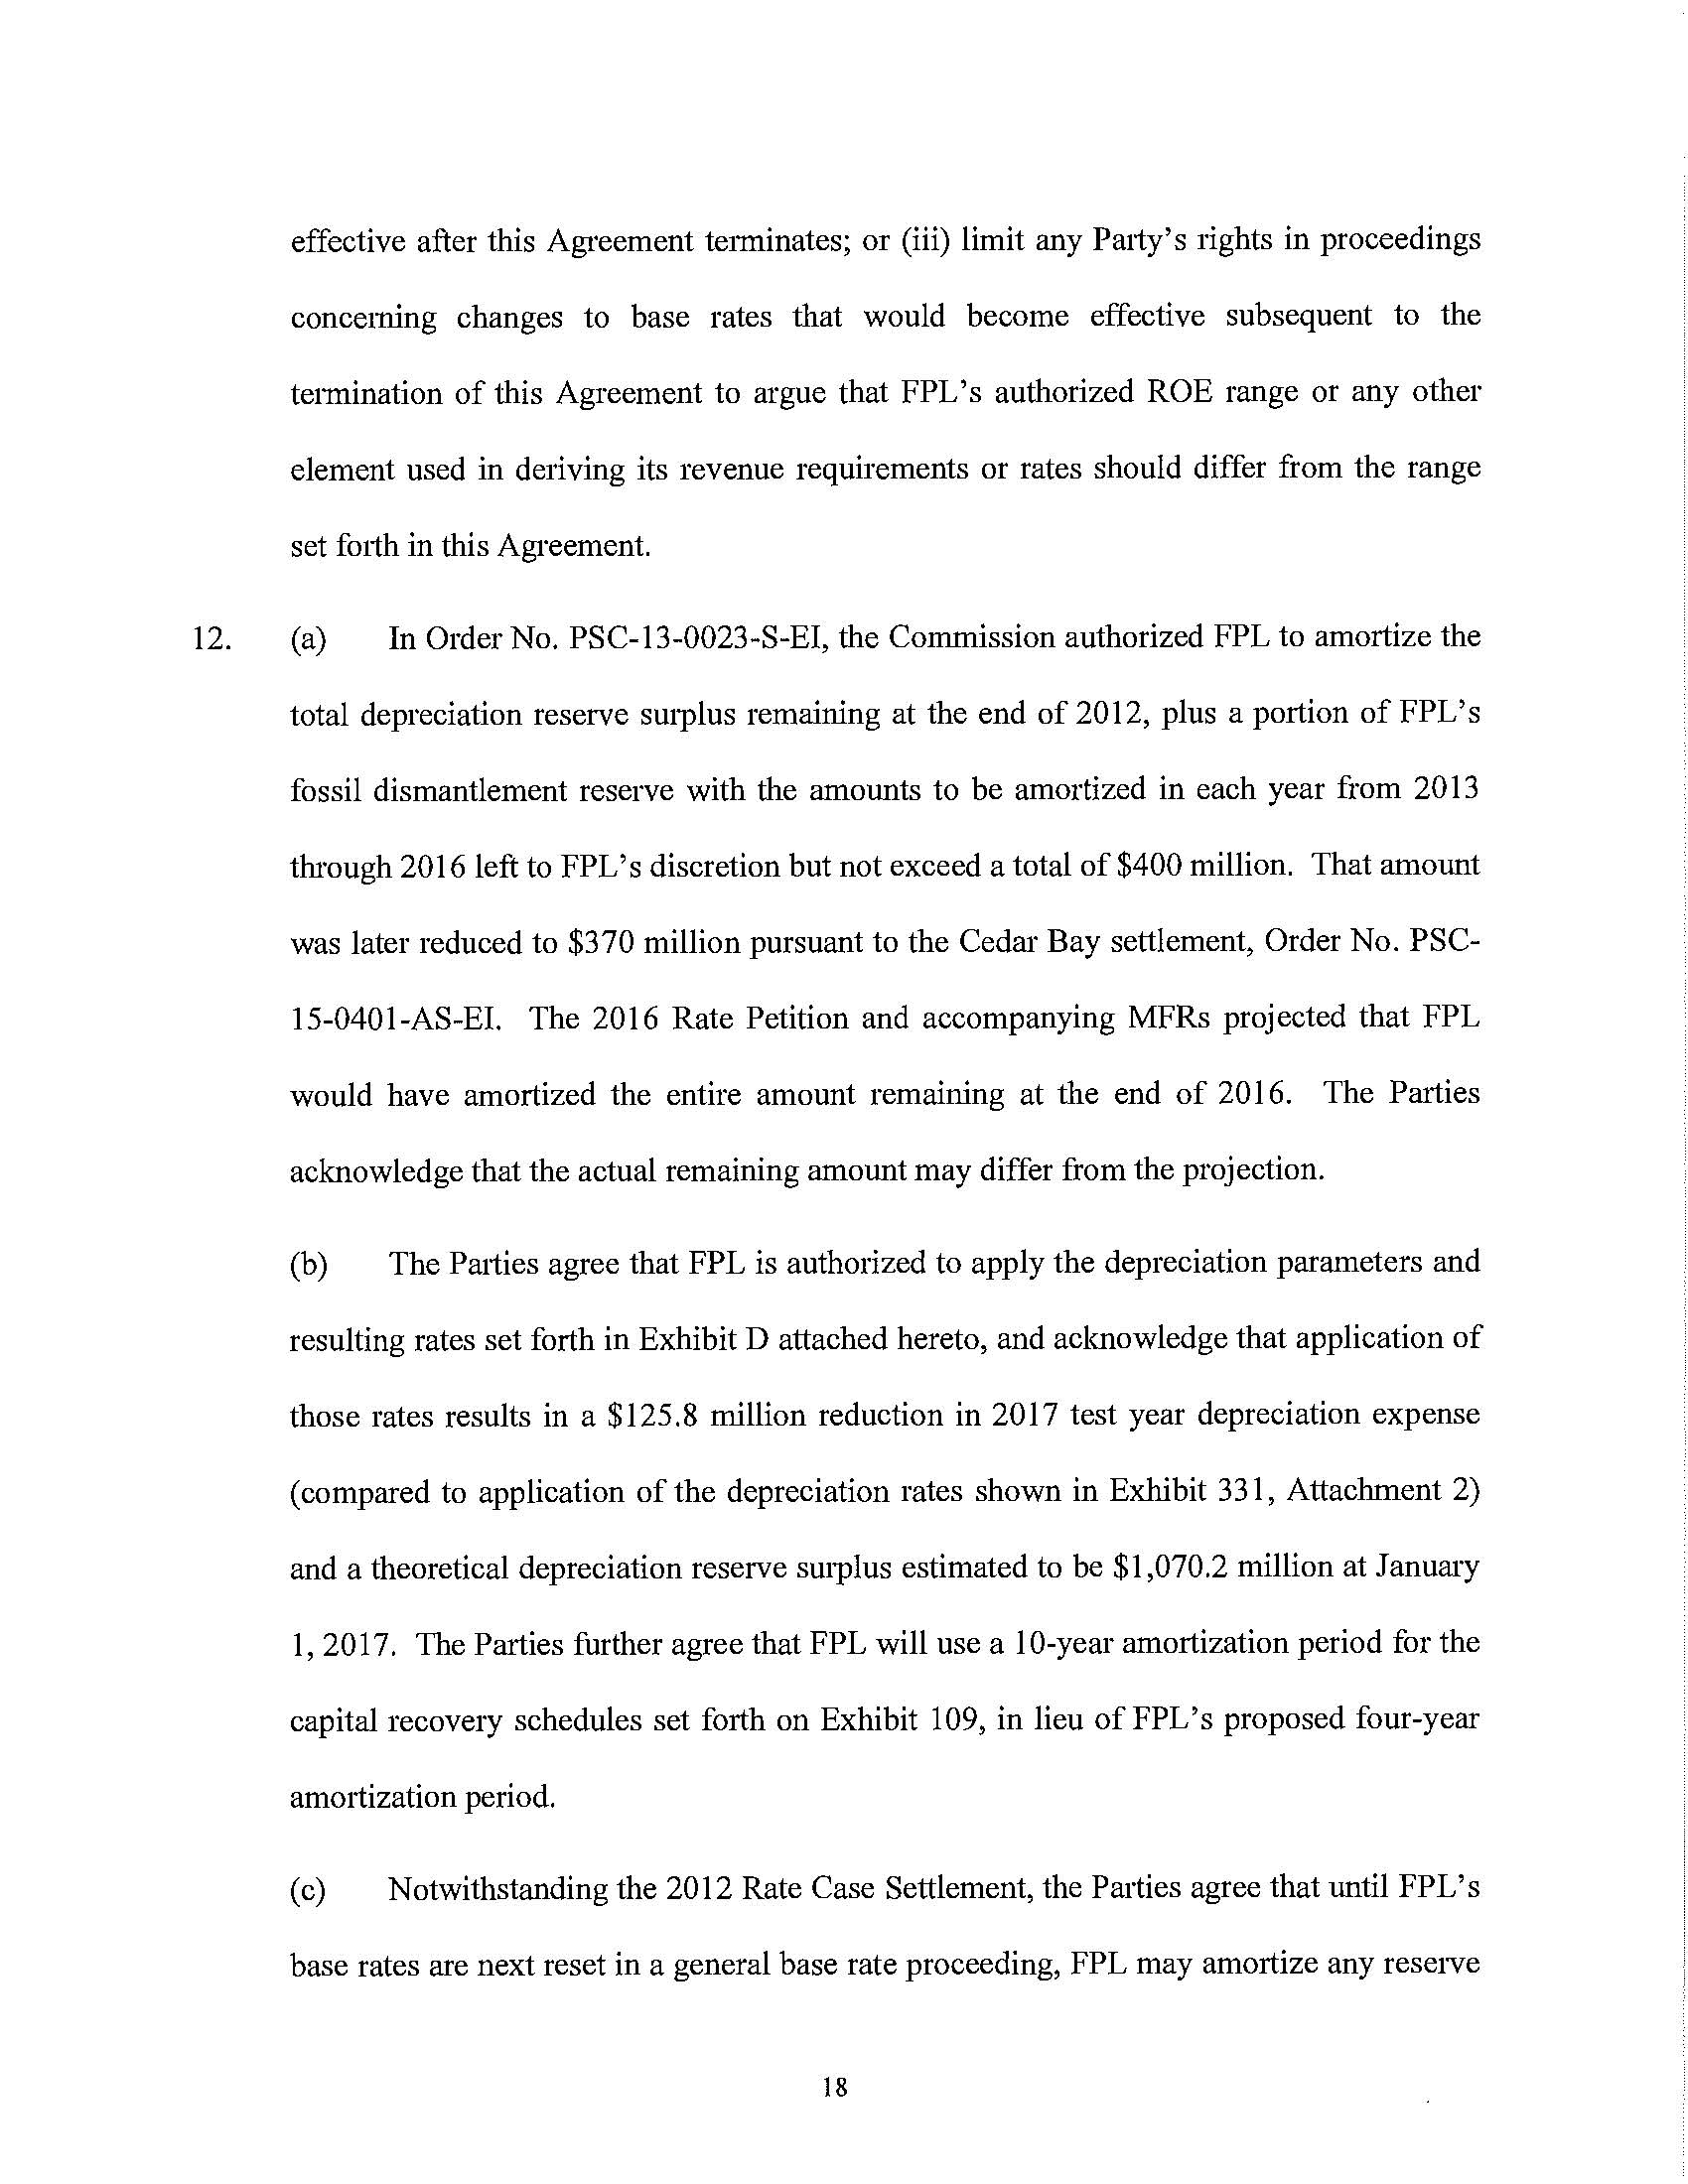 effective after this Agreement terminates; or (iii) limit any Party's rights in proceedings
concerning changes to base rates that would become effective subsequent to the
termination of this Agreement to argue that FPL's authorized ROE range or any other
element used in deriving its revenue requirements or rates should differ from the range
set forth in this Agreement.
12. (a) In Order No. PSC-13-0023-S-EI, the Commission authorized FPL to amortize the
total depreciation reserve surplus remaining at the end of 2012, plus a portion of FPL's
fossil dismantlement reserve with the amounts to be amortized in each year from 2013
through 2016 left to FPL's discretion but not exceed a total of $400 million. That amount
was later reduced to $370 million pursuant to the Cedar Bay settlement, Order No. PSC-
15-0401-AS-EI. The 2016 Rate Petition and accompanying MFRs projected that FPL
would have amortized the entire amount remaining at the end of 2016. The Parties
acknowledge that the actual remaining amount may differ from the projection.
(b) The Parties agree that FPL is authorized to apply the depreciation parameters and
resulting rates set forth in Exhibit D attached hereto, and acknowledge that application of
those rates results in a $125.8 million reduction in 2017 test year depreciation expense
(compared to application of the depreciation rates shown in Exhibit 331, Attachment 2)
and a theoretical depreciation reserve surplus estimated to be $1,070.2 million at January
1, 2017. The Parties further agree that FPL will use a 10-year amortization period for the
capital recovery schedules set forth on Exhibit 109, in lieu of FPL's proposed four-year
amortization period.
(c) Notwithstanding the 2012 Rate Case Settlement, the Parties agree that until FPL's
base rates are next reset in a general base rate proceeding, FPL may amortize any reserve
18